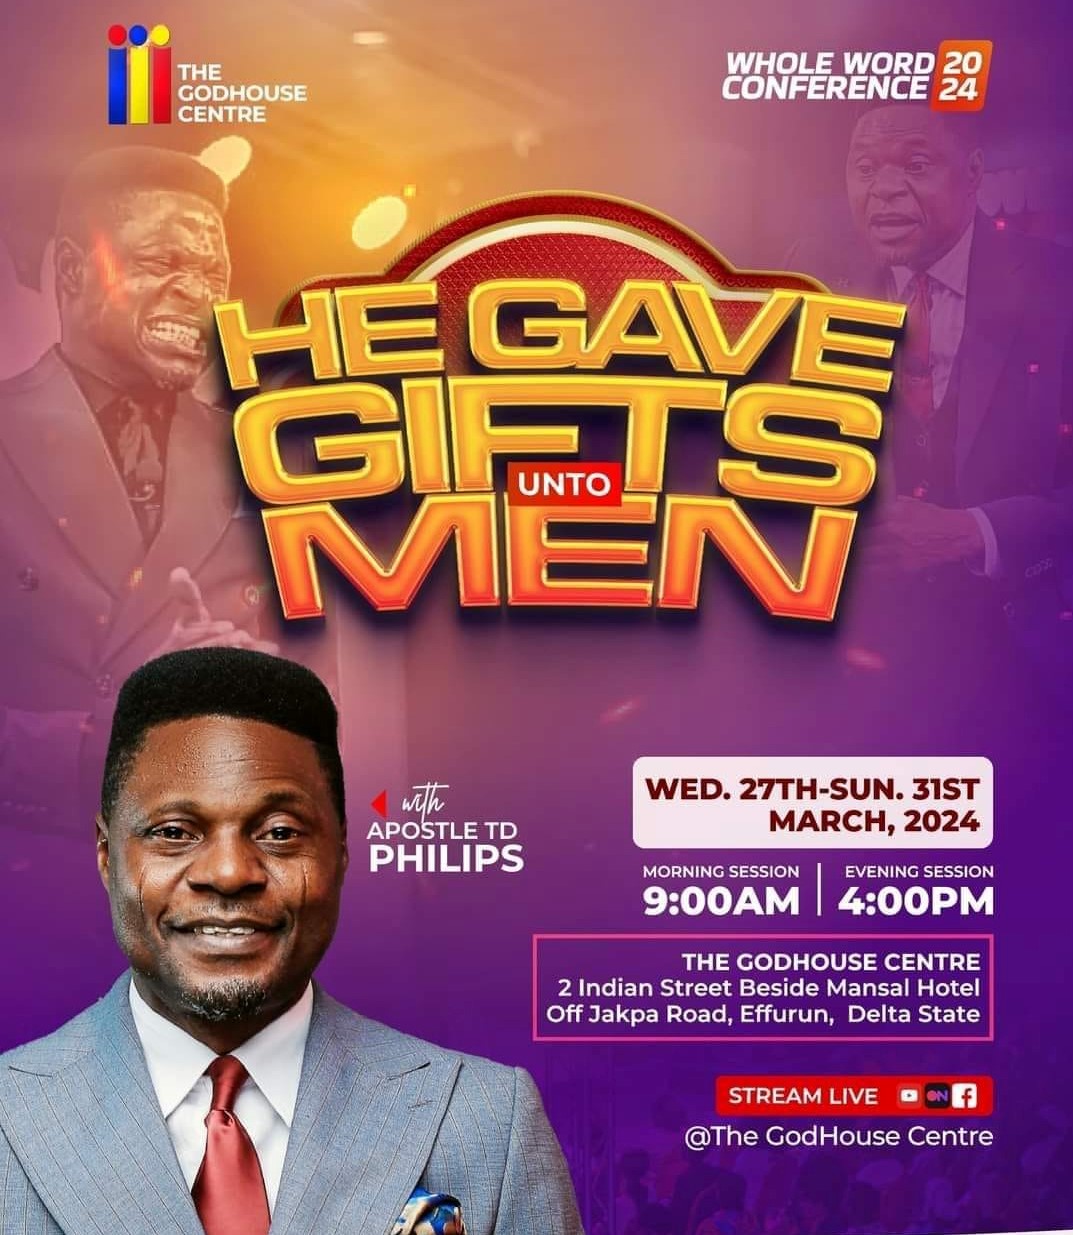 THE
GODHOUSE
CENTRE
WHOLE WORD
CONFERENCE
20
24
HE GAVE
GIFTS
UNTO
MEN
with
APOSTLE TD
PHILIPS
WED. 27TH-SUN. 31ST
MARCH, 2024
MORNING SESSION
9:00AM
EVENING SESSION
4:00PM
THE GODHOUSE CENTRE
2 Indian Street Beside Mansal Hotel
Off Jakpa Road, Effurun, Delta State
STREAM LIVE
ON
@The GodHouse Centre